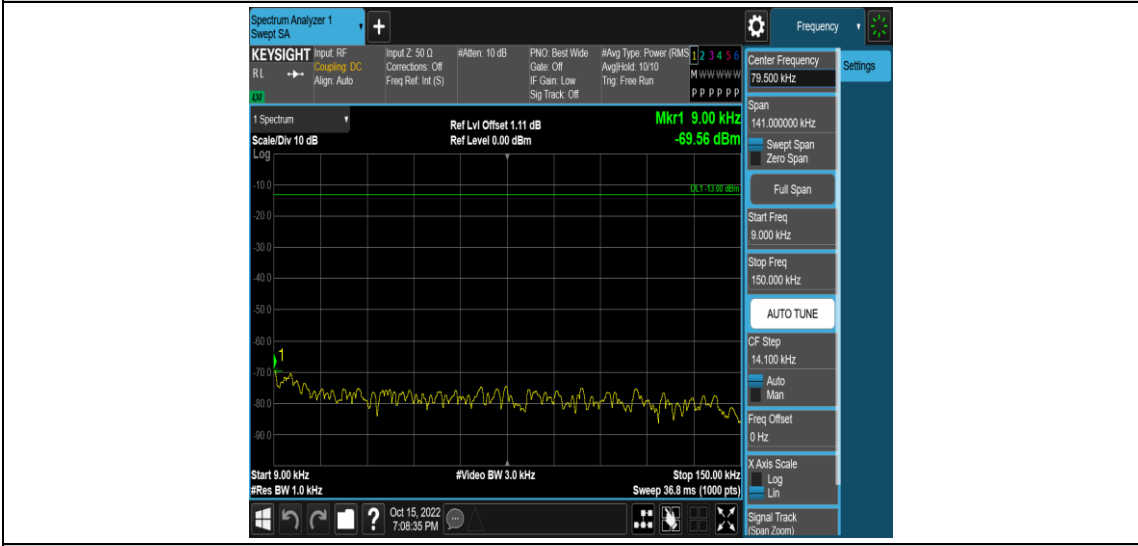 Spectrum Analyzer 1
Swept SA
+
Frequency
KEYSIGHT
RL
Input: RF
Coupling: DC
Align: Auto
Input Z: 50 Ω
Corrections: Off
Freq Ref: Int (S)
#Atten: 10 dB
PNO: Best Wide
Gate: Off
IF Gain: Low
Sig Track: Off
#Avg Type: Power (RMS
Avg|Hold: 10/10
Trig: Free Run
1 2 3 4 5 6
M W W W W W
P P P P P P
1 Spectrum
Scale/Div 10 dB
Log
Ref Lvl Offset 1.11 dB
Ref Level 0.00 dBm
Mkr1 9.00 kHz
-69.56 dBm
DL1 -13.00 dBm
-10.0
-20.0
-30.0
-40.0
-50.0
-60.0
-70.0
-80.0
-90.0
1
Start 9.00 kHz
#Res BW 1.0 kHz
#Video BW 3.0 kHz
Stop 150.00 kHz
Sweep 36.8 ms (1000 pts)
?
Oct 15, 2022
7:08:35 PM
Center Frequency
79.500 kHz
Settings
Span
141.000000 kHz
Swept Span
Zero Span
Full Span
Start Freq
9.000 kHz
Stop Freq
150.000 kHz
AUTO TUNE
CF Step
14.100 kHz
Auto
Man
Freq Offset
0 Hz
X Axis Scale
Log
Lin
Signal Track
(Span Zoom)